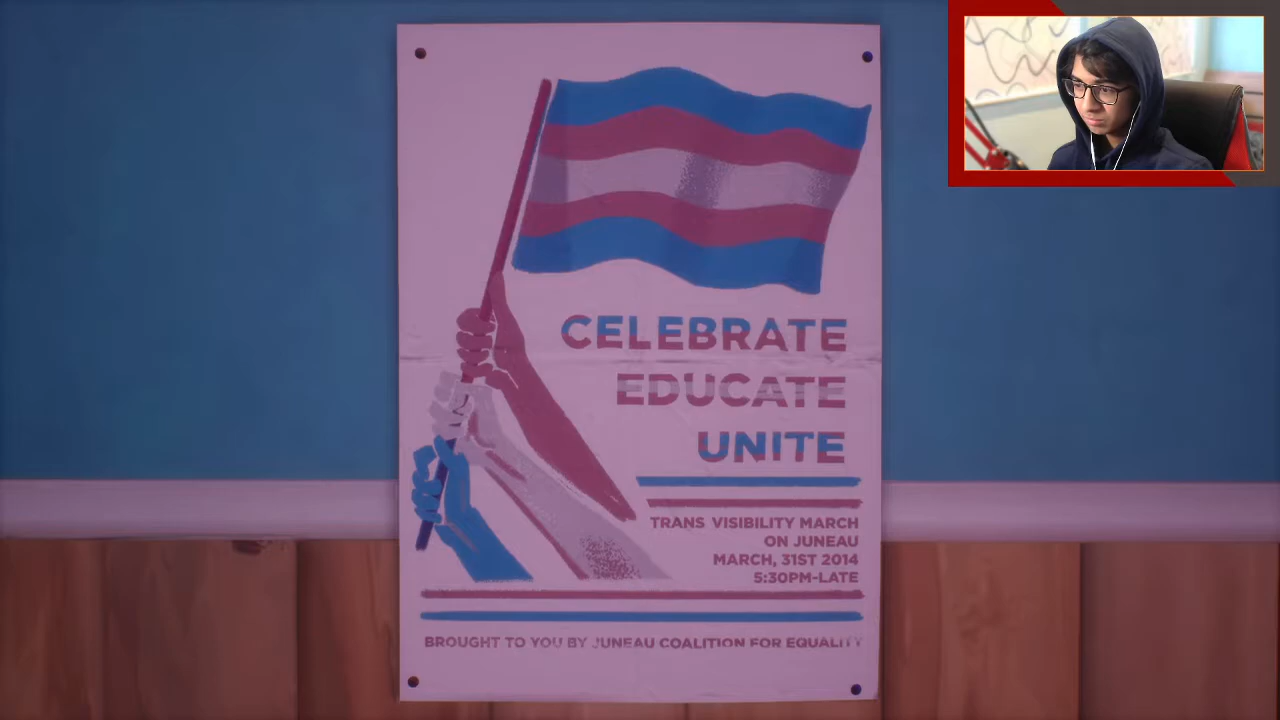 CELEBRATE
EDUCATE
UNITE
TRANS VISIBILITY MARCH
ON JUNEAU
MARCH, 31ST 2014
5:30PM-LATE
BROUGHT TO YOU BY JUNEAU COALITION FOR EQUALITY